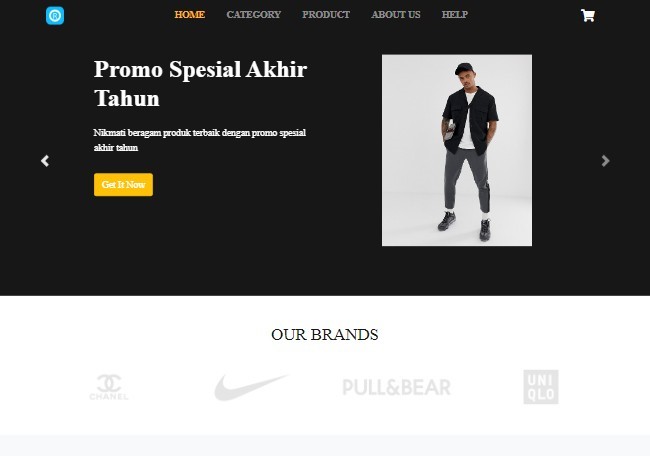 HOME CATEGORY PRODUCT ABOUT US HELP
Promo Spesial Akhir
Tahun
Nikmati beragam produk terbaik dengan promo spesial
akhir tahun
Get It Now
OUR BRANDS
CHANEL
PULL&BEAR
UNI
QLO